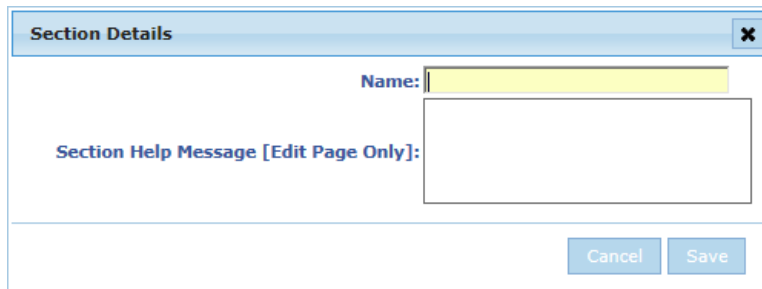 Section Details
Name:
Section Help Message [Edit Page Only]:
Cancel Save